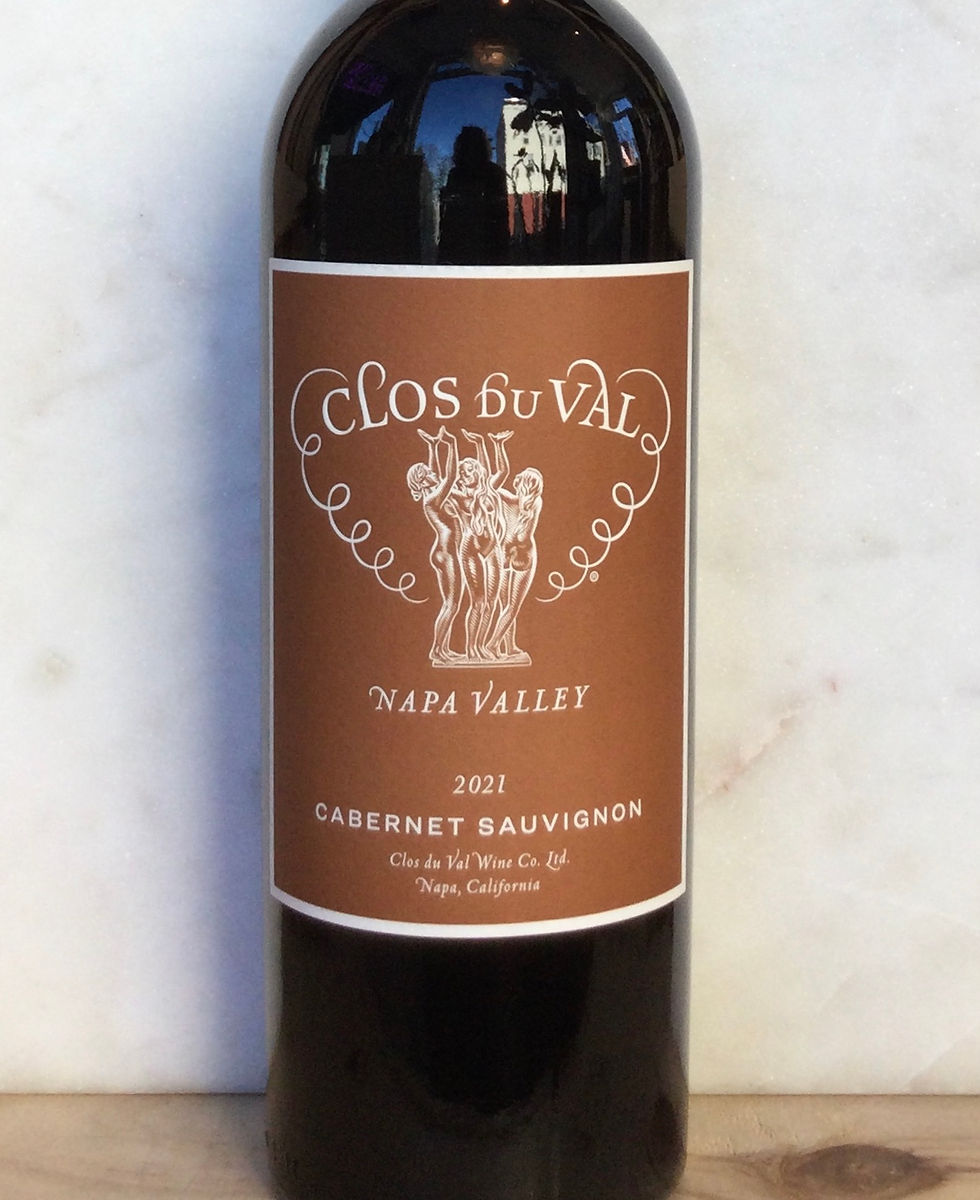 CLOS DU VAL
®
NAPA VALLEY
2021
CABERNET SAUVIGNON
Clos du Val Wine Co. Ltd.
Napa, California